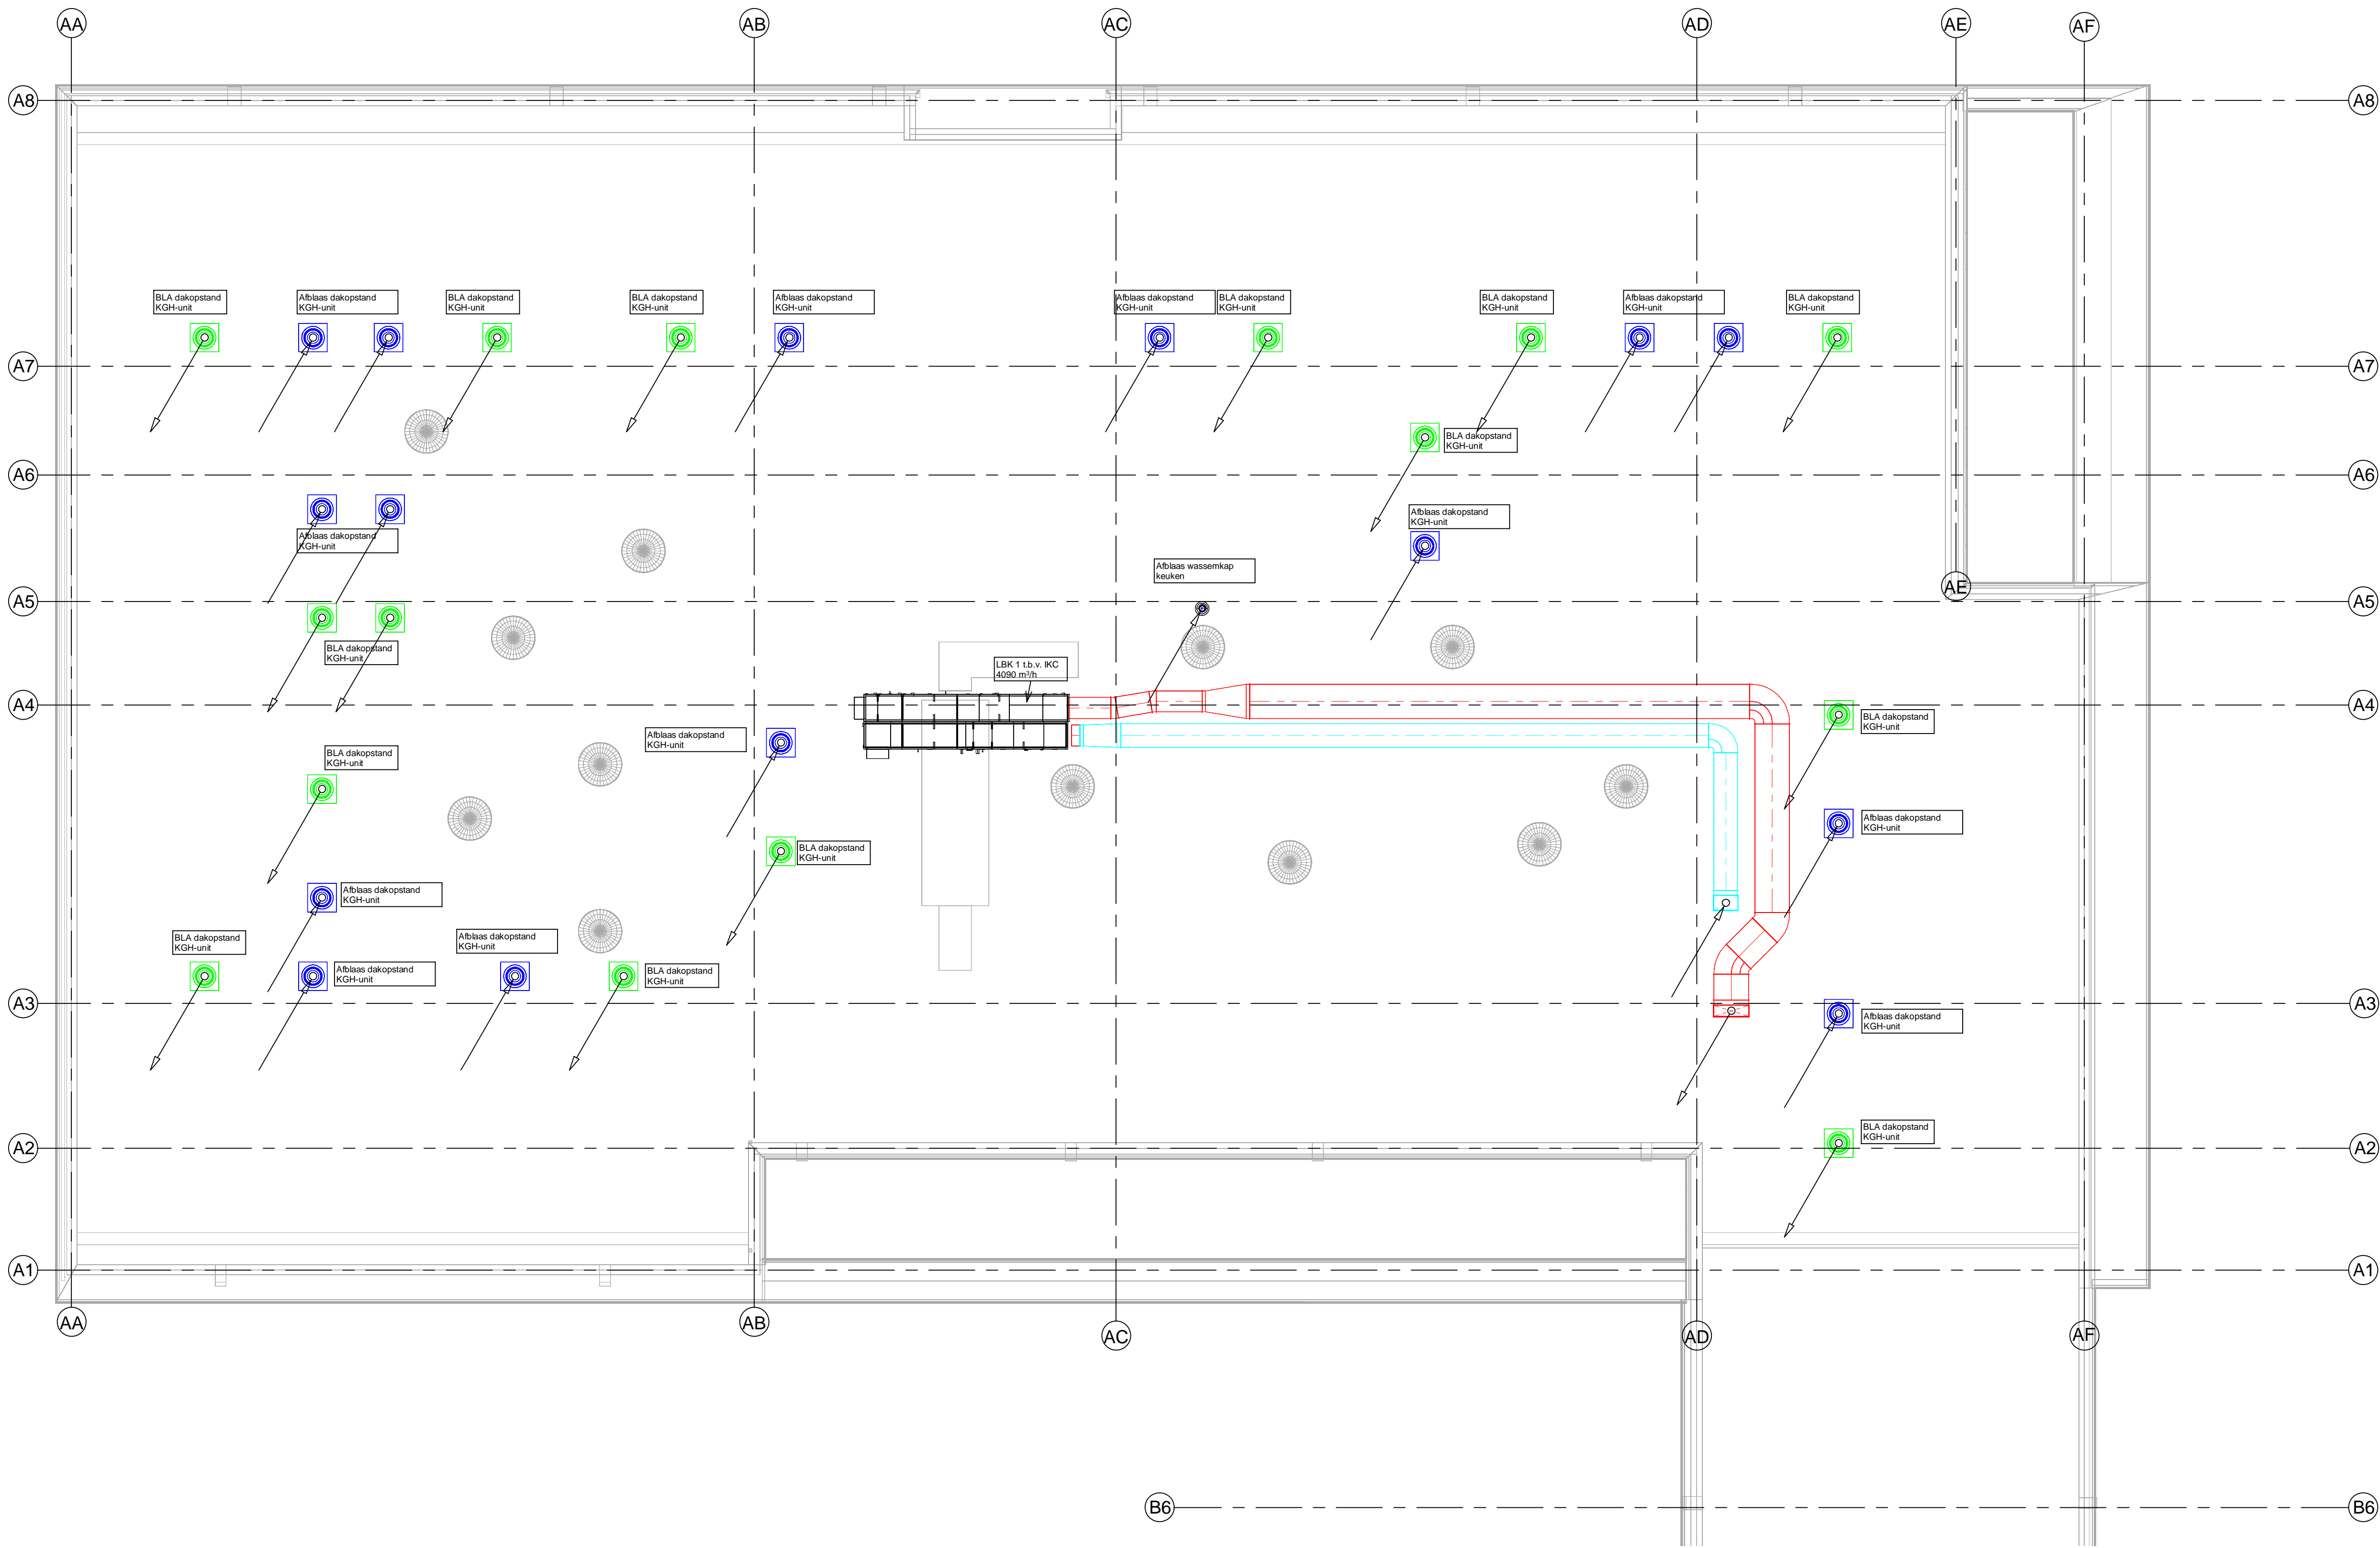 AA
AB
AC
AD
AE
AF
A8
A8
BLA dakopstand
KGH-unit
Afblaas dakopstand
KGH-unit
BLA dakopstand
KGH-unit
BLA dakopstand
KGH-unit
Afblaas dakopstand
KGH-unit
Afblaas dakopstand
KGH-unit
BLA dakopstand
KGH-unit
BLA dakopstand
KGH-unit
Afblaas dakopstand
KGH-unit
BLA dakopstand
KGH-unit
A7
A7
BLA dakopstand
KGH-unit
A6
A6
Afblaas dakopstand
KGH-unit
Afblaas dakopstand
KGH-unit
Afblaas wassemkap
keuken
AE
A5
A5
BLA dakopstand
KGH-unit
LBK 1 t.b.v. IKC
4090 m³/h
A4
A4
BLA dakopstand
KGH-unit
Afblaas dakopstand
KGH-unit
BLA dakopstand
KGH-unit
Afblaas dakopstand
KGH-unit
BLA dakopstand
KGH-unit
Afblaas dakopstand
KGH-unit
BLA dakopstand
KGH-unit
Afblaas dakopstand
KGH-unit
Afblaas dakopstand
KGH-unit
BLA dakopstand
KGH-unit
A3
A3
Afblaas dakopstand
KGH-unit
BLA dakopstand
KGH-unit
A2
A2
A1
A1
AA
AB
AC
AD
AF
B6
B6